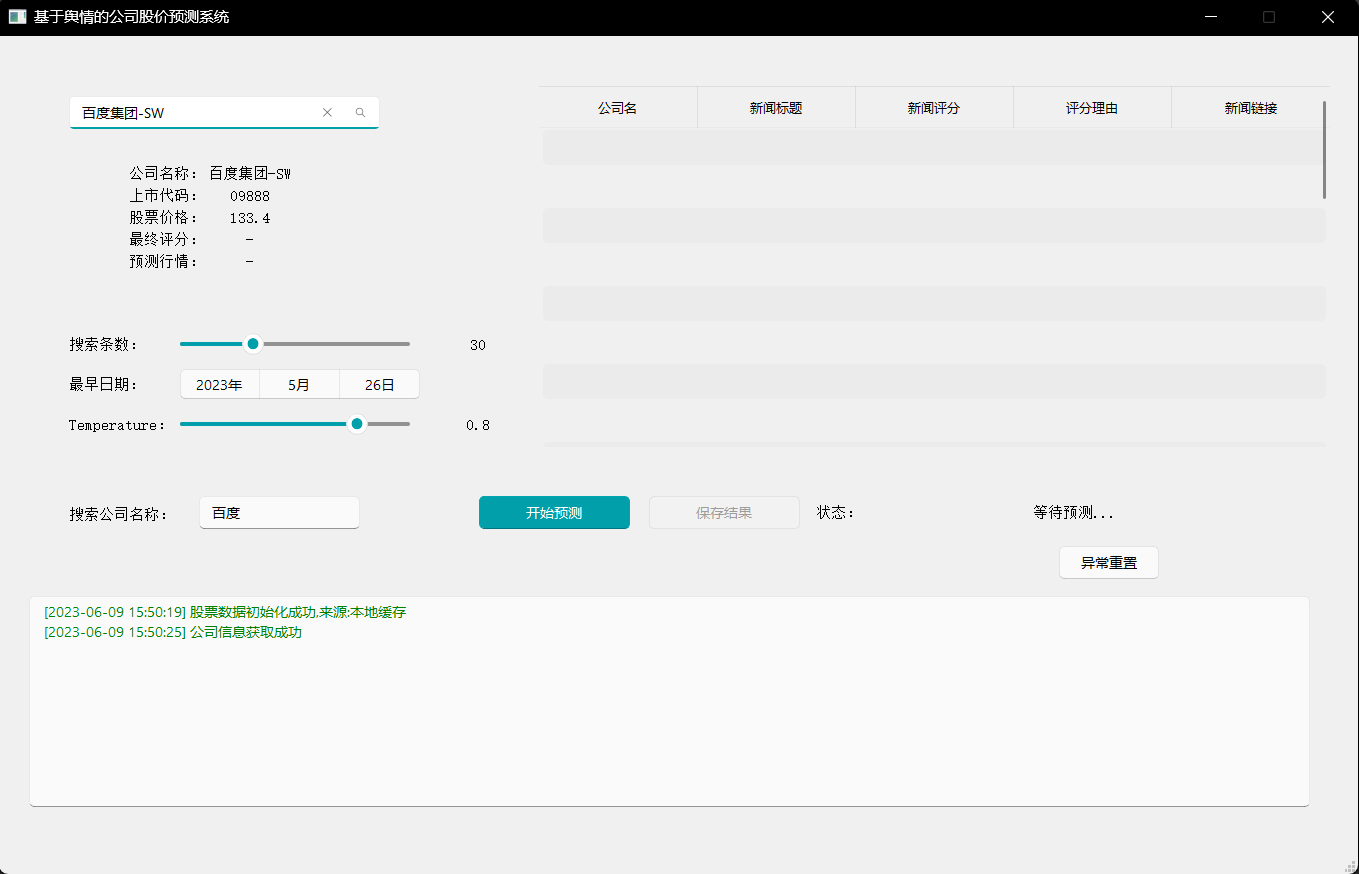 基于舆情的公司股价预测系统
百度集团-SW
公司名称： 百度集团-SW
上市代码： 09888
股票价格： 133.4
最终评分： -
预测行情： -
公司名 新闻标题 新闻评分 评分理由 新闻链接
搜索条数： 30
最早日期： 2023年 5月 26日
Temperature： 0.8
搜索公司名称： 百度 开始预测 保存结果 状态： 等待预测...
异常重置
[2023-06-09 15:50:19] 股票数据初始化成功,来源:本地缓存
[2023-06-09 15:50:25] 公司信息获取成功